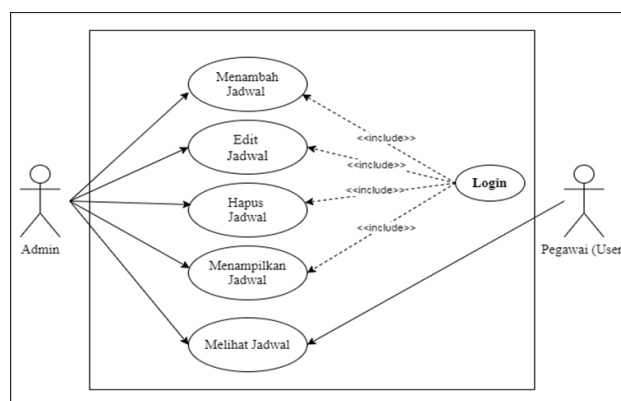 Menambah
Jadwal
<<include>>
Edit
Jadwal
<<include>>
Login
Hapus
Jadwal
<<include>>
Admin
Pegawai (User
Menampilkan
Jadwal
<<include>>
Melihat Jadwal